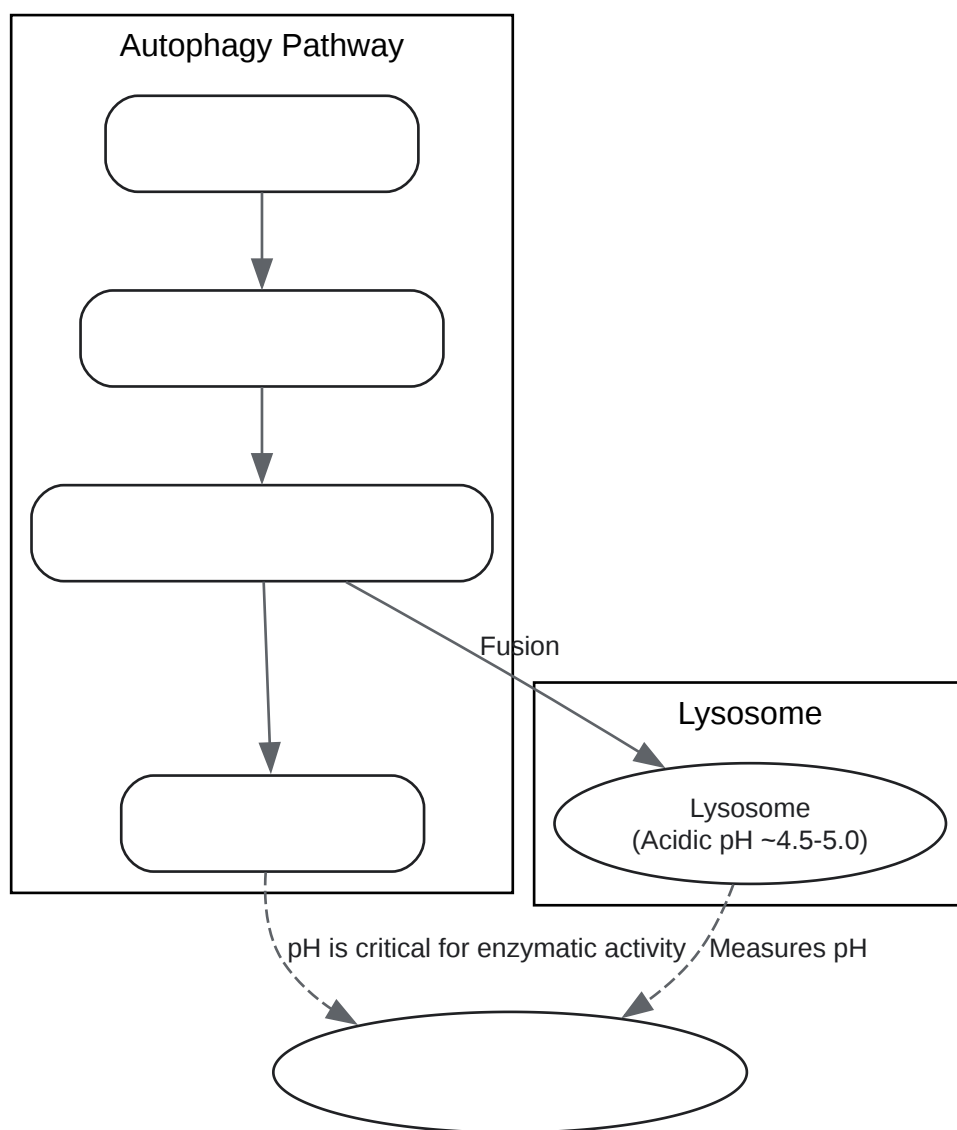 Autophagy Pathway
Fusion
Lysosome
Lysosome
(Acidic pH ~4.5-5.0)
pH is critical for enzymatic activity
Measures pH